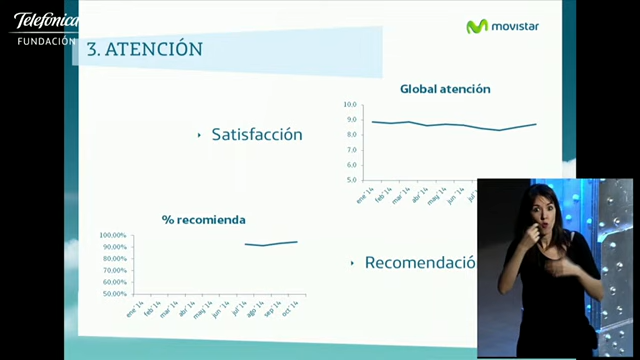 Telefónica
FUNDACIÓN
movistar
3. ATENCIÓN
Global atención
10,0
9,0
8,0
7,0
6,0
5,0
ene'14
feb'14
mar'14
abr'14
may'14
jun'14
Satisfacción
% recomienda
100,00%
90,00%
80,00%
70,00%
60,00%
50,00%
ene'14
feb'14
mar'14
abr'14
may'14
jun'14
jul'14
ago'14
sep'14
oct'14
Recomendació